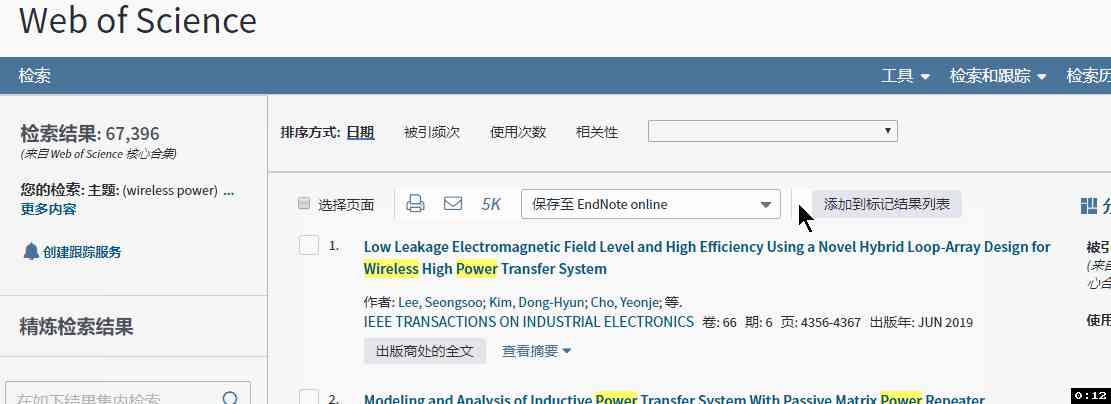 Web of Science
检索
工具
检索和跟踪
检索历
检索结果: 67,396
(来自 Web of Science 核心合集)
您的检索: 主题: (wireless power) ...
更多内容
创建跟踪服务
精炼检索结果
在如下结果集内检索
排序方式: 日期 被引频次 使用次数 相关性
选择页面 5K 保存至 EndNote online 添加到标记结果列表
1. Low Leakage Electromagnetic Field Level and High Efficiency Using a Novel Hybrid Loop-Array Design for
Wireless High Power Transfer System
作者: Lee, Seongsoo; Kim, Dong-Hyun; Cho, Yeonje; 等.
IEEE TRANSACTIONS ON INDUSTRIAL ELECTRONICS 卷: 66 期: 6 页: 4356-4367 出版年: JUN 2019
出版商处的全文 查看摘要
2. Modeling and Analysis of Inductive Power Transfer System With Passive Matrix Power Repeater
被引
(来自
心合
使用
0:12